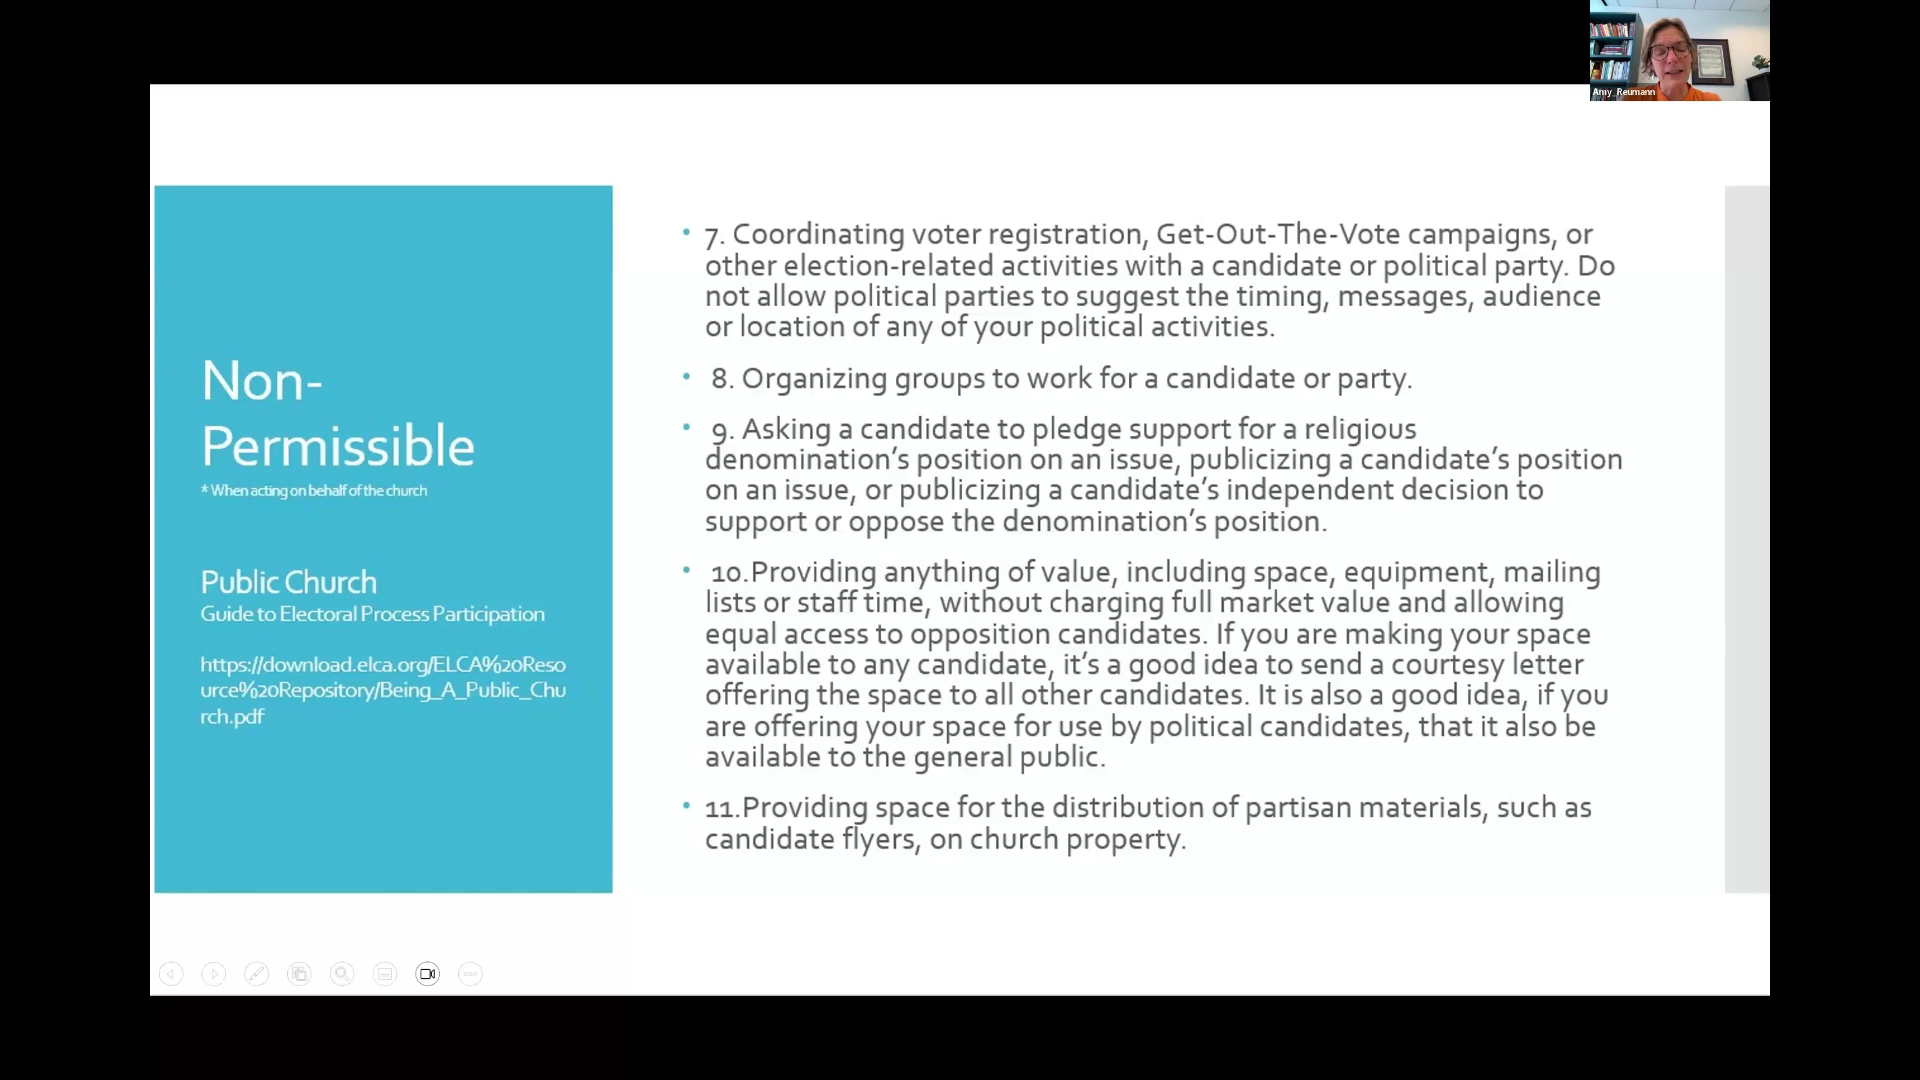 Amy_Reumann
Non-
Permissible
* When acting on behalf of the church
Public Church
Guide to Electoral Process Participation
https://download.elca.org/ELCA%20Reso
urce%20Repository/Being_A_Public_Chu
rch.pdf
• 7. Coordinating voter registration, Get-Out-The-Vote campaigns, or
other election-related activities with a candidate or political party. Do
not allow political parties to suggest the timing, messages, audience
or location of any of your political activities.
• 8. Organizing groups to work for a candidate or party.
• 9. Asking a candidate to pledge support for a religious
denomination’s position on an issue, publicizing a candidate’s position
on an issue, or publicizing a candidate’s independent decision to
support or oppose the denomination’s position.
• 10.Providing anything of value, including space, equipment, mailing
lists or staff time, without charging full market value and allowing
equal access to opposition candidates. If you are making your space
available to any candidate, it’s a good idea to send a courtesy letter
offering the space to all other candidates. It is also a good idea, if you
are offering your space for use by political candidates, that it also be
available to the general public.
• 11.Providing space for the distribution of partisan materials, such as
candidate flyers, on church property.